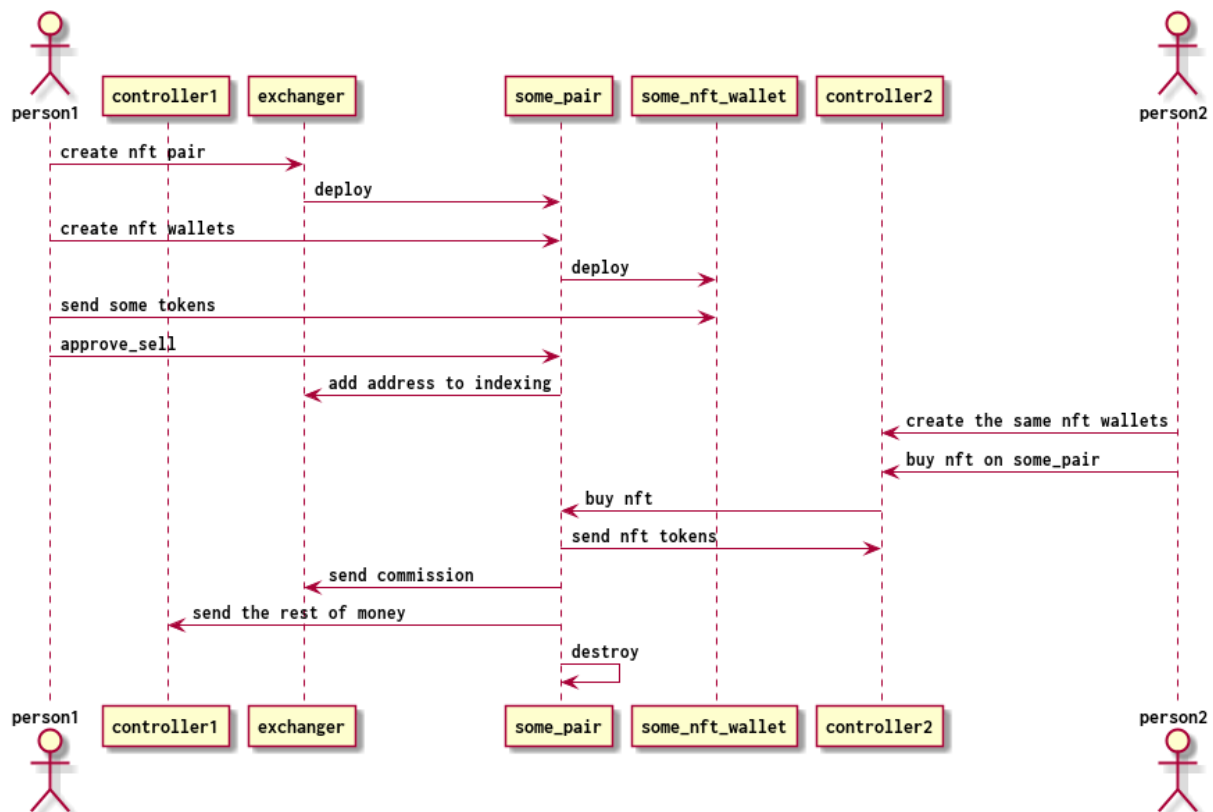 person1
controller1
exchanger
some_pair
some_nft_wallet
controller2
person2
create nft pair
deploy
create nft wallets
deploy
send some tokens
approve_sell
add address to indexing
create the same nft wallets
buy nft on some_pair
buy nft
send nft tokens
send commission
send the rest of money
destroy
person1
controller1
exchanger
some_pair
some_nft_wallet
controller2
person2